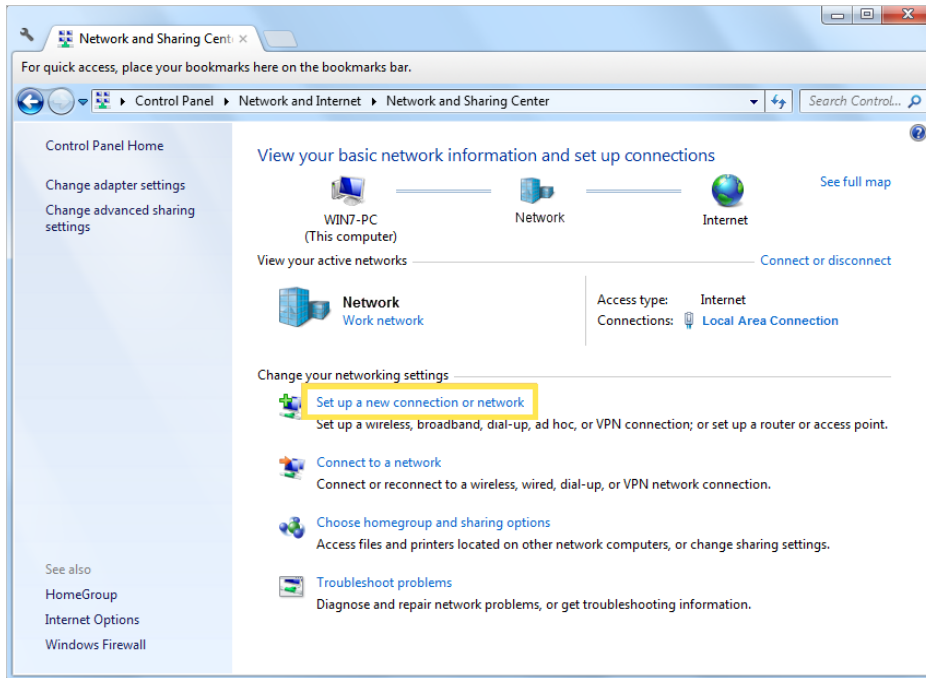 Network and Sharing Cent
For quick access, place your bookmarks here on the bookmarks bar.
Control Panel Network and Internet Network and Sharing Center Search Control...
Control Panel Home
Change adapter settings
Change advanced sharing
settings
See also
HomeGroup
Internet Options
Windows Firewall
View your basic network information and set up connections
See full map
WIN7-PC
(This computer)
Network
Internet
View your active networks
Connect or disconnect
Network
Work network
Access type: Internet
Connections: Local Area Connection
Change your networking settings
Set up a new connection or network
Set up a wireless, broadband, dial-up, ad hoc, or VPN connection; or set up a router or access point.
Connect to a network
Connect or reconnect to a wireless, wired, dial-up, or VPN network connection.
Choose homegroup and sharing options
Access files and printers located on other network computers, or change sharing settings.
Troubleshoot problems
Diagnose and repair network problems, or get troubleshooting information.